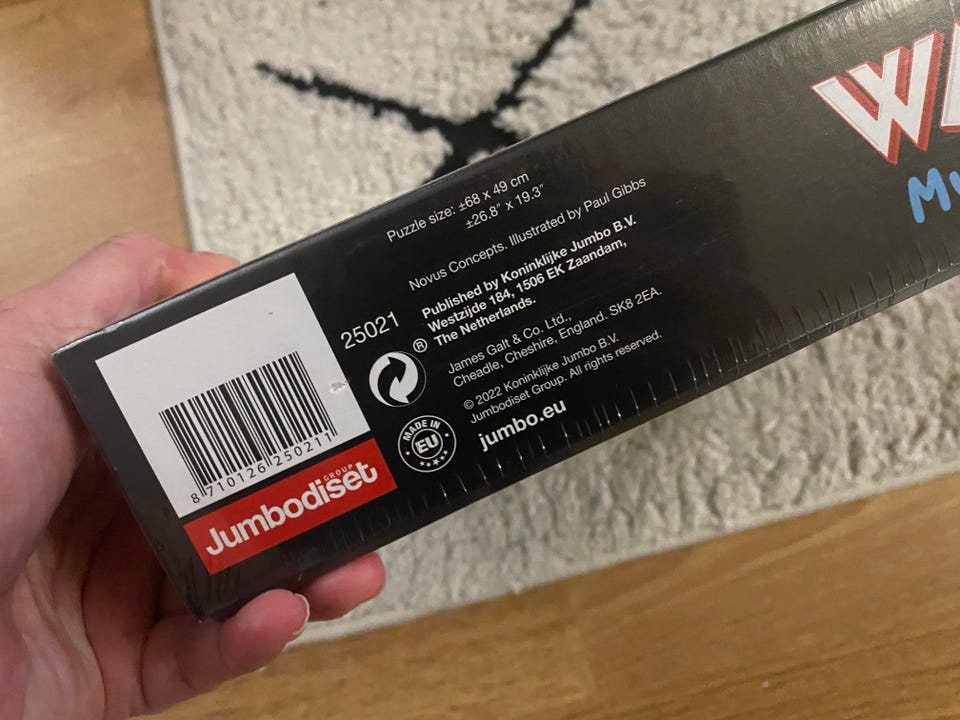 Puzzle size: ±68 x 49 cm
±26.8" x 19.3"
Novus Concepts. Illustrated by Paul Gibbs
25021
Published by Koninklijke Jumbo B.V.
Westzijde 184, 1506 EK Zaandam,
The Netherlands.
®
James Galt & Co. Ltd.,
Cheadle, Cheshire, England. SK8 2EA.
© 2022 Koninklijke Jumbo B.V.
Jumbodiset Group. All rights reserved.
MADE IN
EU
jumbo.eu
8 710126 250211
GROUP
Jumbodiset